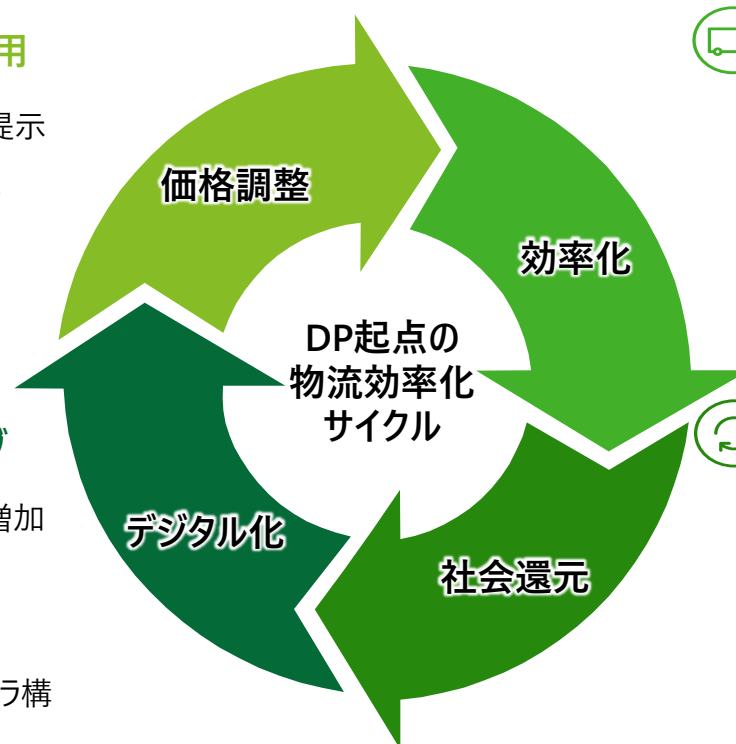 用
提示
価格調整
効率化
DP起点の
物流効率化
サイクル
増加
デジタル化
社会還元
ラ構